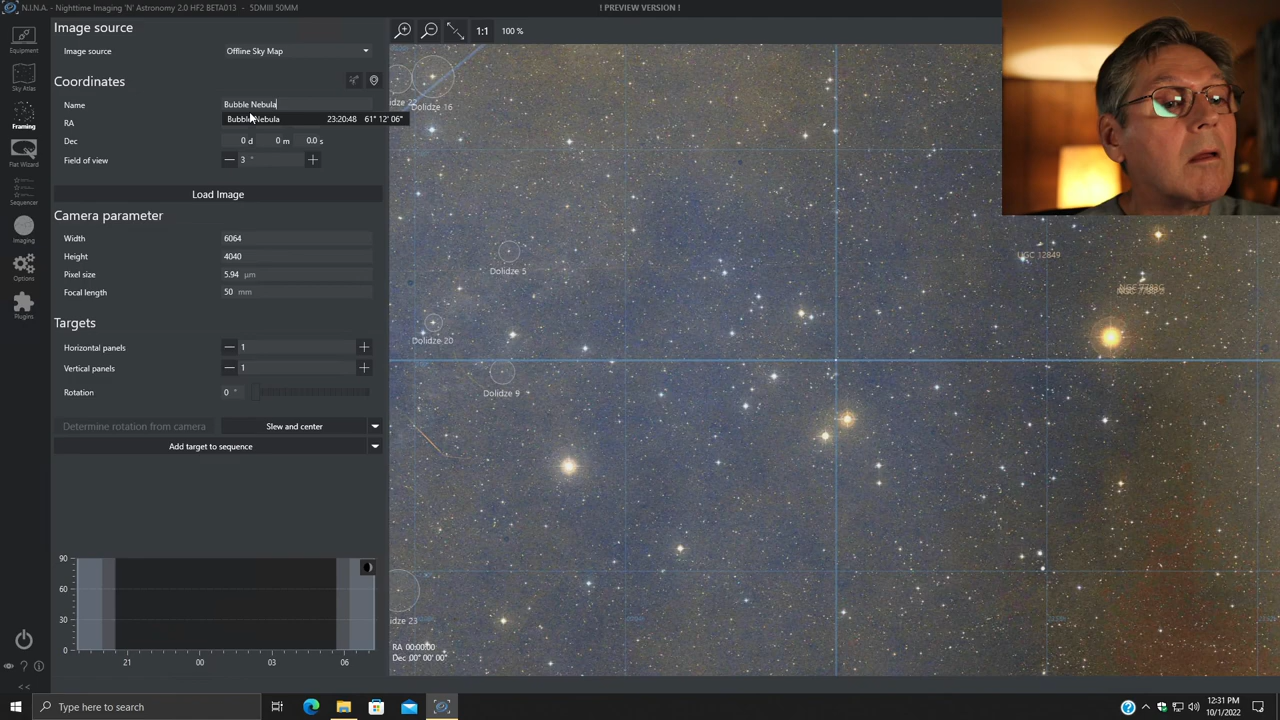 N.I.N.A. - Nighttime Imaging 'N' Astronomy 2.0 HF2 BETA013 - 5DMIII 50MM
! PREVIEW VERSION !
Equipment
Sky Atlas
Framing
Flat Wizard
Sequencer
Imaging
Options
Plugins
<<
Image source
Image source Offline Sky Map
Coordinates
Name Bubble Nebula
RA
Bubble Nebula 23:20:48 61° 12' 06"
Dec 0 d 0 m 0.0 s
Field of view 3 °
Load Image
Camera parameter
Width 6064
Height 4040
Pixel size 5.94 µm
Focal length 50 mm
Targets
Horizontal panels 1
Vertical panels 1
Rotation 0 °
Determine rotation from camera Slew and center
Add target to sequence
90
60
30
0
21 00 03 06
1:1 100 %
Dolidze 16
Dolidze 5
Dolidze 20
Dolidze 9
UGC 12849
RA 00:00:00
Dec 00° 00' 00"
Type here to search
12:31 PM
10/1/2022